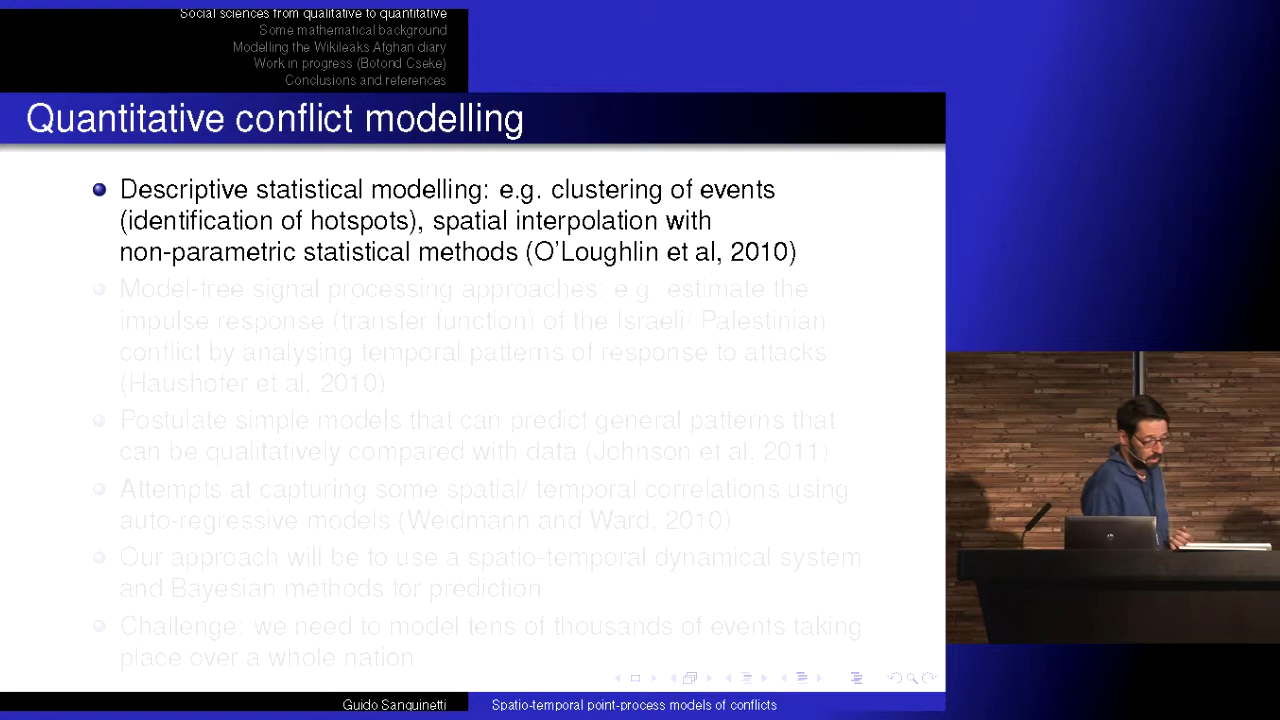 Social sciences from qualitative to quantitative
Some mathematical background
Modelling the Wikileaks Afghan diary
Work in progress (Botond Cseke)
Conclusions and references
Quantitative conflict modelling
Descriptive statistical modelling: e.g. clustering of events
(identification of hotspots), spatial interpolation with
non-parametric statistical methods (O'Loughlin et al, 2010)
Model-free signal processing approaches: e.g. estimate the
impulse response (transfer function) of the Israeli/ Palestinian
conflict by analysing temporal patterns of response to attacks
(Haushofer et al, 2010)
Postulate simple models that can predict general patterns that
can be qualitatively compared with data (Johnson et al, 2011)
Attempts at capturing some spatial/ temporal correlations using
auto-regressive models (Weidmann and Ward, 2010)
Our approach will be to use a spatio-temporal dynamical system
and Bayesian methods for prediction
Challenge: we need to model tens of thousands of events taking
place over a whole nation
Guido Sanguinetti
Spatio-temporal point-process models of conflicts